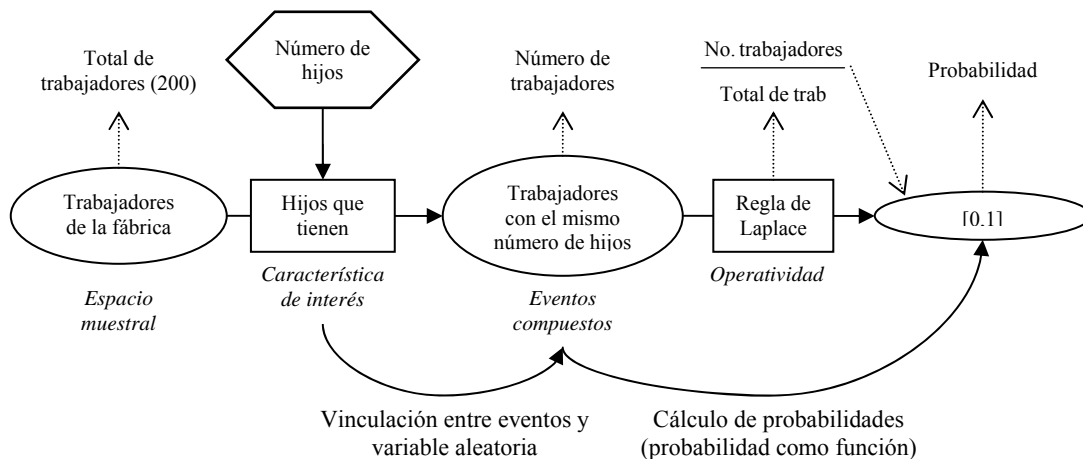 Total de
trabajadores (200)
Número de
hijos
Número de
trabajadores
No. trabajadores
Total de trab
Probabilidad
Trabajadores
de la fábrica
Hijos que
tienen
Trabajadores
con el mismo
número de hijos
Regla de
Laplace
[0.1]
Espacio
muestral
Característica
de interés
Eventos
compuestos
Operatividad
Vinculación entre eventos y
variable aleatoria
Cálculo de probabilidades
(probabilidad como función)